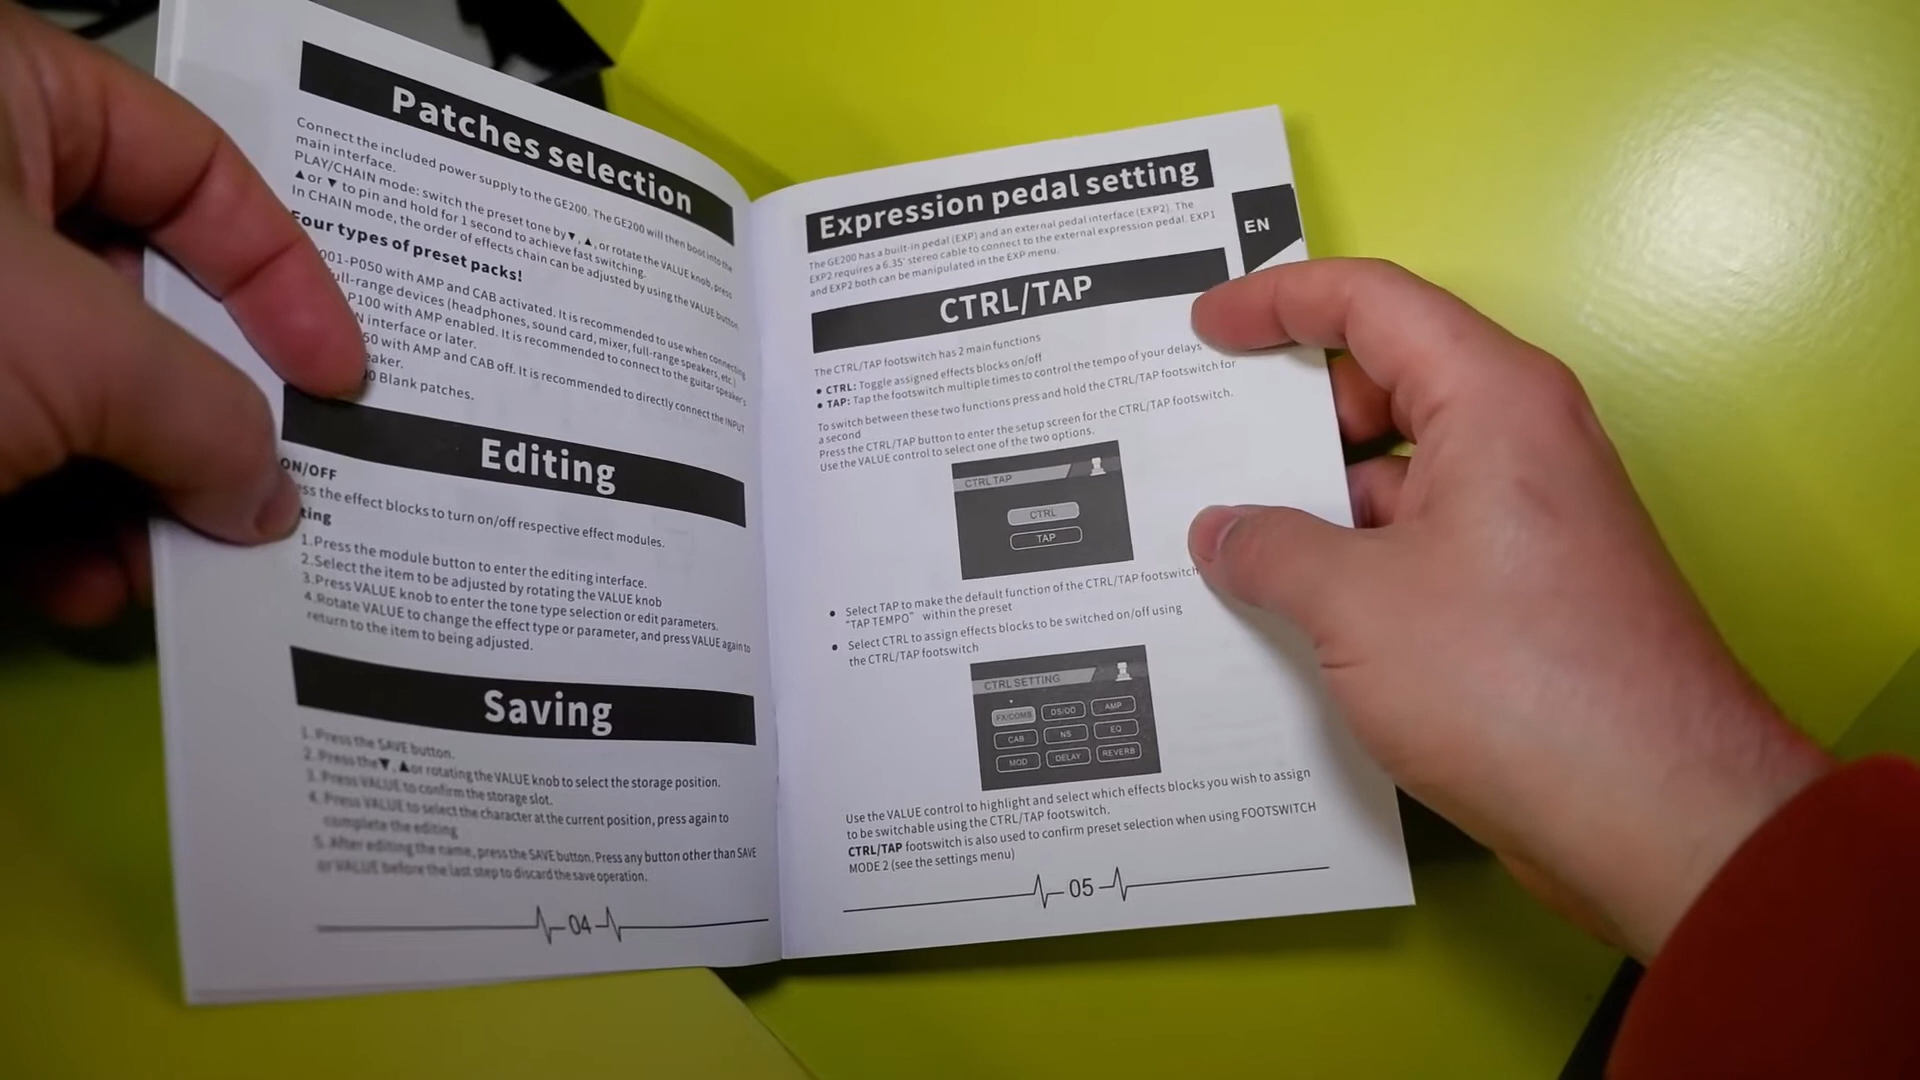 Patches selection
Connect the included power supply to the GE200. The GE200 will then boot into the
main interface.
PLAY/CHAIN mode: switch the preset tone by ▼, ▲, or rotate the VALUE knob, press
▲ or ▼ to pin and hold for 1 second to achieve fast switching.
In CHAIN mode, the order of effects chain can be adjusted by using the VALUE button
Four types of preset packs!
001-P050 with AMP and CAB activated. It is recommended to use when connecting
full-range devices (headphones, sound card, mixer, full-range speakers, etc)
P100 with AMP enabled. It is recommended to connect to the guitar speaker's
N interface or later.
50 with AMP and CAB off. It is recommended to directly connect the INPUT
eaker.
0 Blank patches.
Editing
ON/OFF
ess the effect blocks to turn on/off respective effect modules.
ting
1.Press the module button to enter the editing interface.
2.Select the item to be adjusted by rotating the VALUE knob
3.Press VALUE knob to enter the tone type selection or edit parameters.
4.Rotate VALUE to change the effect type or parameter, and press VALUE again to
return to the item to being adjusted.
Saving
1. Press the SAVE button.
2. Press the▼, ▲or rotating the VALUE knob to select the storage position.
3. Press VALUE to confirm the storage slot.
4. Press VALUE to select the character at the current position, press again to
complete the editing
5. After editing the name, press the SAVE button. Press any button other than SAVE
or VALUE before the last step to discard the save operation.
04
Expression pedal setting
The GE200 has a built-in pedal (EXP) and an external pedal interface (EXP2). The
EXP2 requires a 6.35' stereo cable to connect to the external expression pedal. EXP1
and EXP2 both can be manipulated in the EXP menu.
EN
CTRL/TAP
The CTRL/TAP footswitch has 2 main functions
• CTRL: Toggle assigned effects blocks on/off
• TAP: Tap the footswitch multiple times to control the tempo of your delays
To switch between these two functions press and hold the CTRL/TAP footswitch for
a second
Press the CTRL/TAP button to enter the setup screen for the CTRL/TAP footswitch.
Use the VALUE control to select one of the two options.
CTRL TAP
CTRL
TAP
• Select TAP to make the default function of the CTRL/TAP footswitch
"TAP TEMPO" within the preset
• Select CTRL to assign effects blocks to be switched on/off using
the CTRL/TAP footswitch
CTRL SETTING
FX/COMB DS/OD AMP
CAB NS EQ
MOD DELAY REVERB
Use the VALUE control to highlight and select which effects blocks you wish to assign
to be switchable using the CTRL/TAP footswitch.
CTRL/TAP footswitch is also used to confirm preset selection when using FOOTSWITCH
MODE 2 (see the settings menu)
05